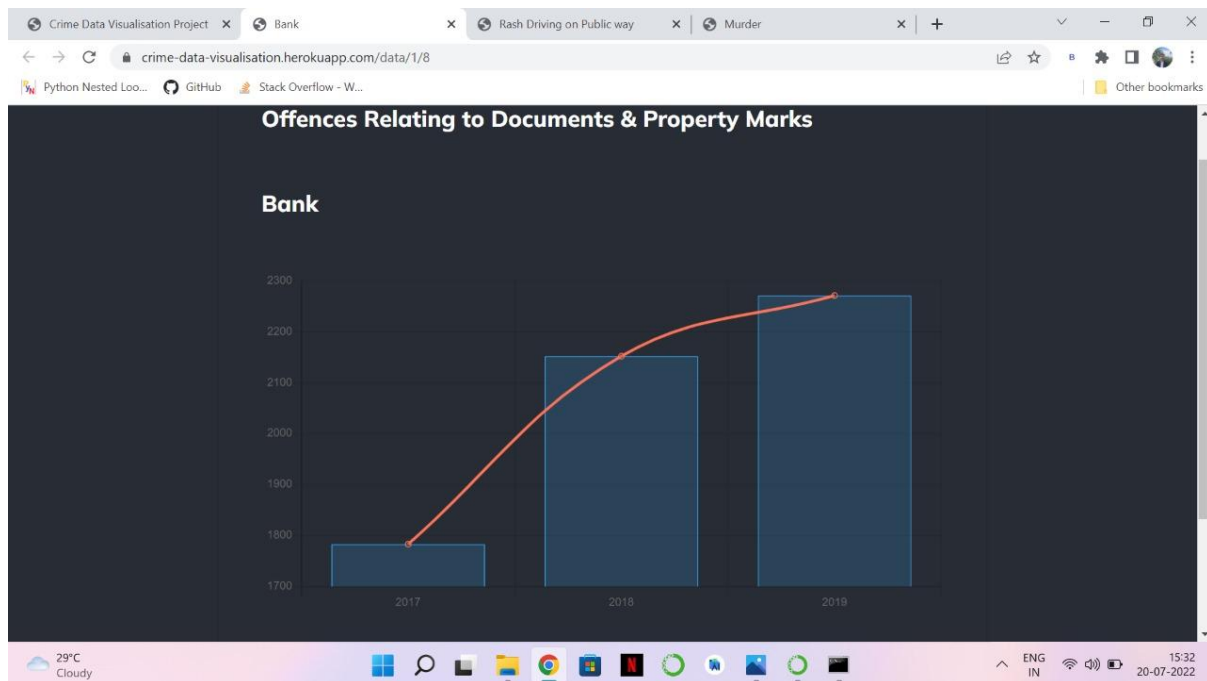 Crime Data Visualisation Project
Bank
Rash Driving on Public way
Murder
crime-data-visualisation.herokuapp.com/data/1/8
B
Python Nested Loo...
GitHub
Stack Overflow - W...
Other bookmarks
Offences Relating to Documents & Property Marks
Bank
2300
2200
2100
2000
1900
1800
1700
2017
2018
2019
29°C
Cloudy
N
ENG
IN
15:32
20-07-2022